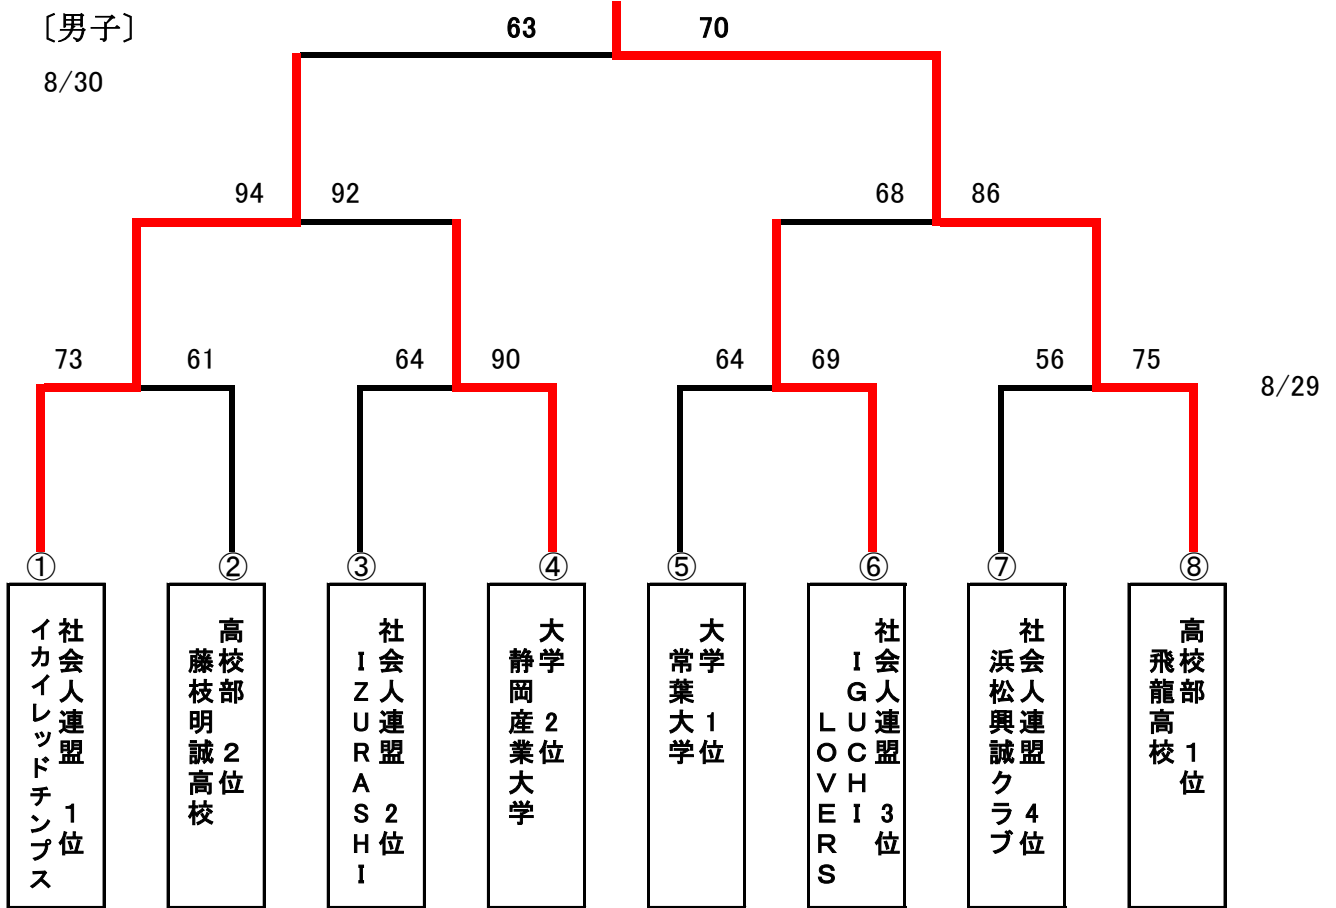 〔男子〕
63
70
8/30
94
92
68
86
73
61
64
90
64
69
56
75
8/29
①
②
③
④
⑤
⑥
⑦
⑧
社会人連盟 1位
イカイレッドチンプス
高校部 2位
藤枝明誠高校
社会人連盟 2位
IZURASHI
大学 2位
静岡産業大学
大学 1位
常葉大学
社会人連盟 3位
IGUCHI
LOVERS
社会人連盟 4位
浜松興誠クラブ
高校部 1位
飛龍高校